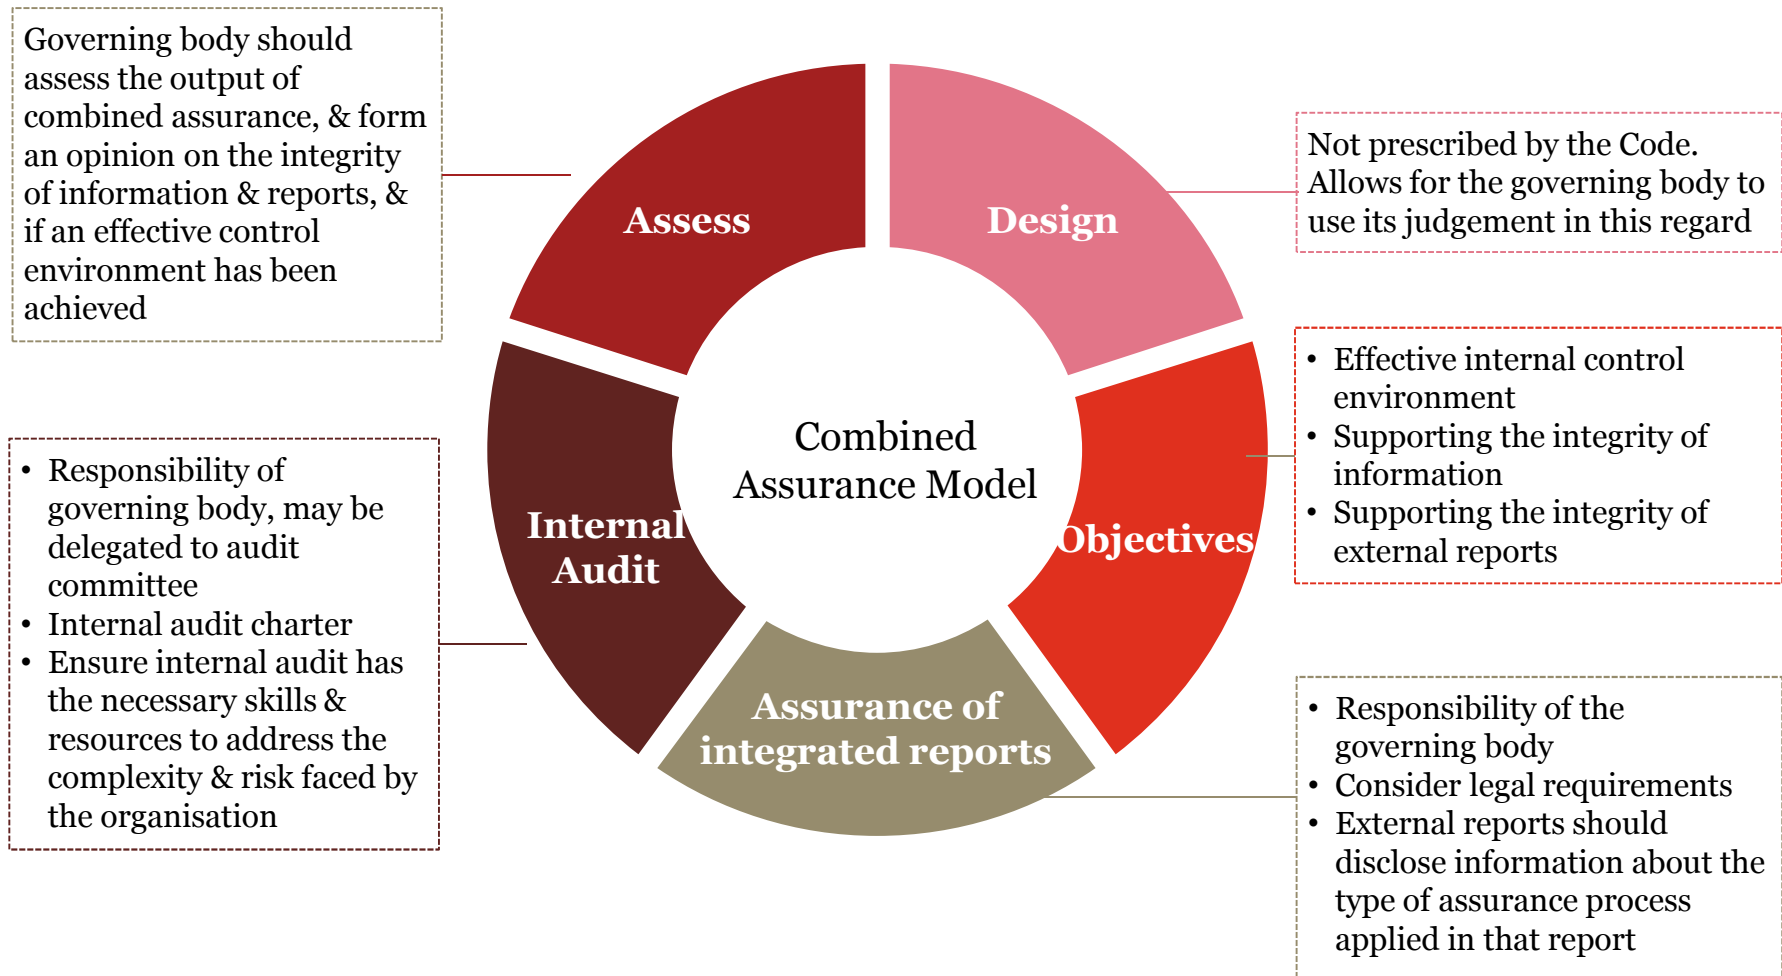 Governing body should
assess the output of
combined assurance, & form
an opinion on the integrity
of information & reports, &
if an effective control
environment has been
achieved
Assess
Design
Not prescribed by the Code.
Allows for the governing body to
use its judgement in this regard
• Effective internal control
environment
• Supporting the integrity of
information
• Supporting the integrity of
external reports
Combined
Assurance Model
• Responsibility of
governing body, may be
delegated to audit
committee
• Internal audit charter
• Ensure internal audit has
the necessary skills &
resources to address the
complexity & risk faced by
the organisation
Internal
Audit
Objectives
Assurance of
integrated reports
• Responsibility of the
governing body
• Consider legal requirements
• External reports should
disclose information about the
type of assurance process
applied in that report